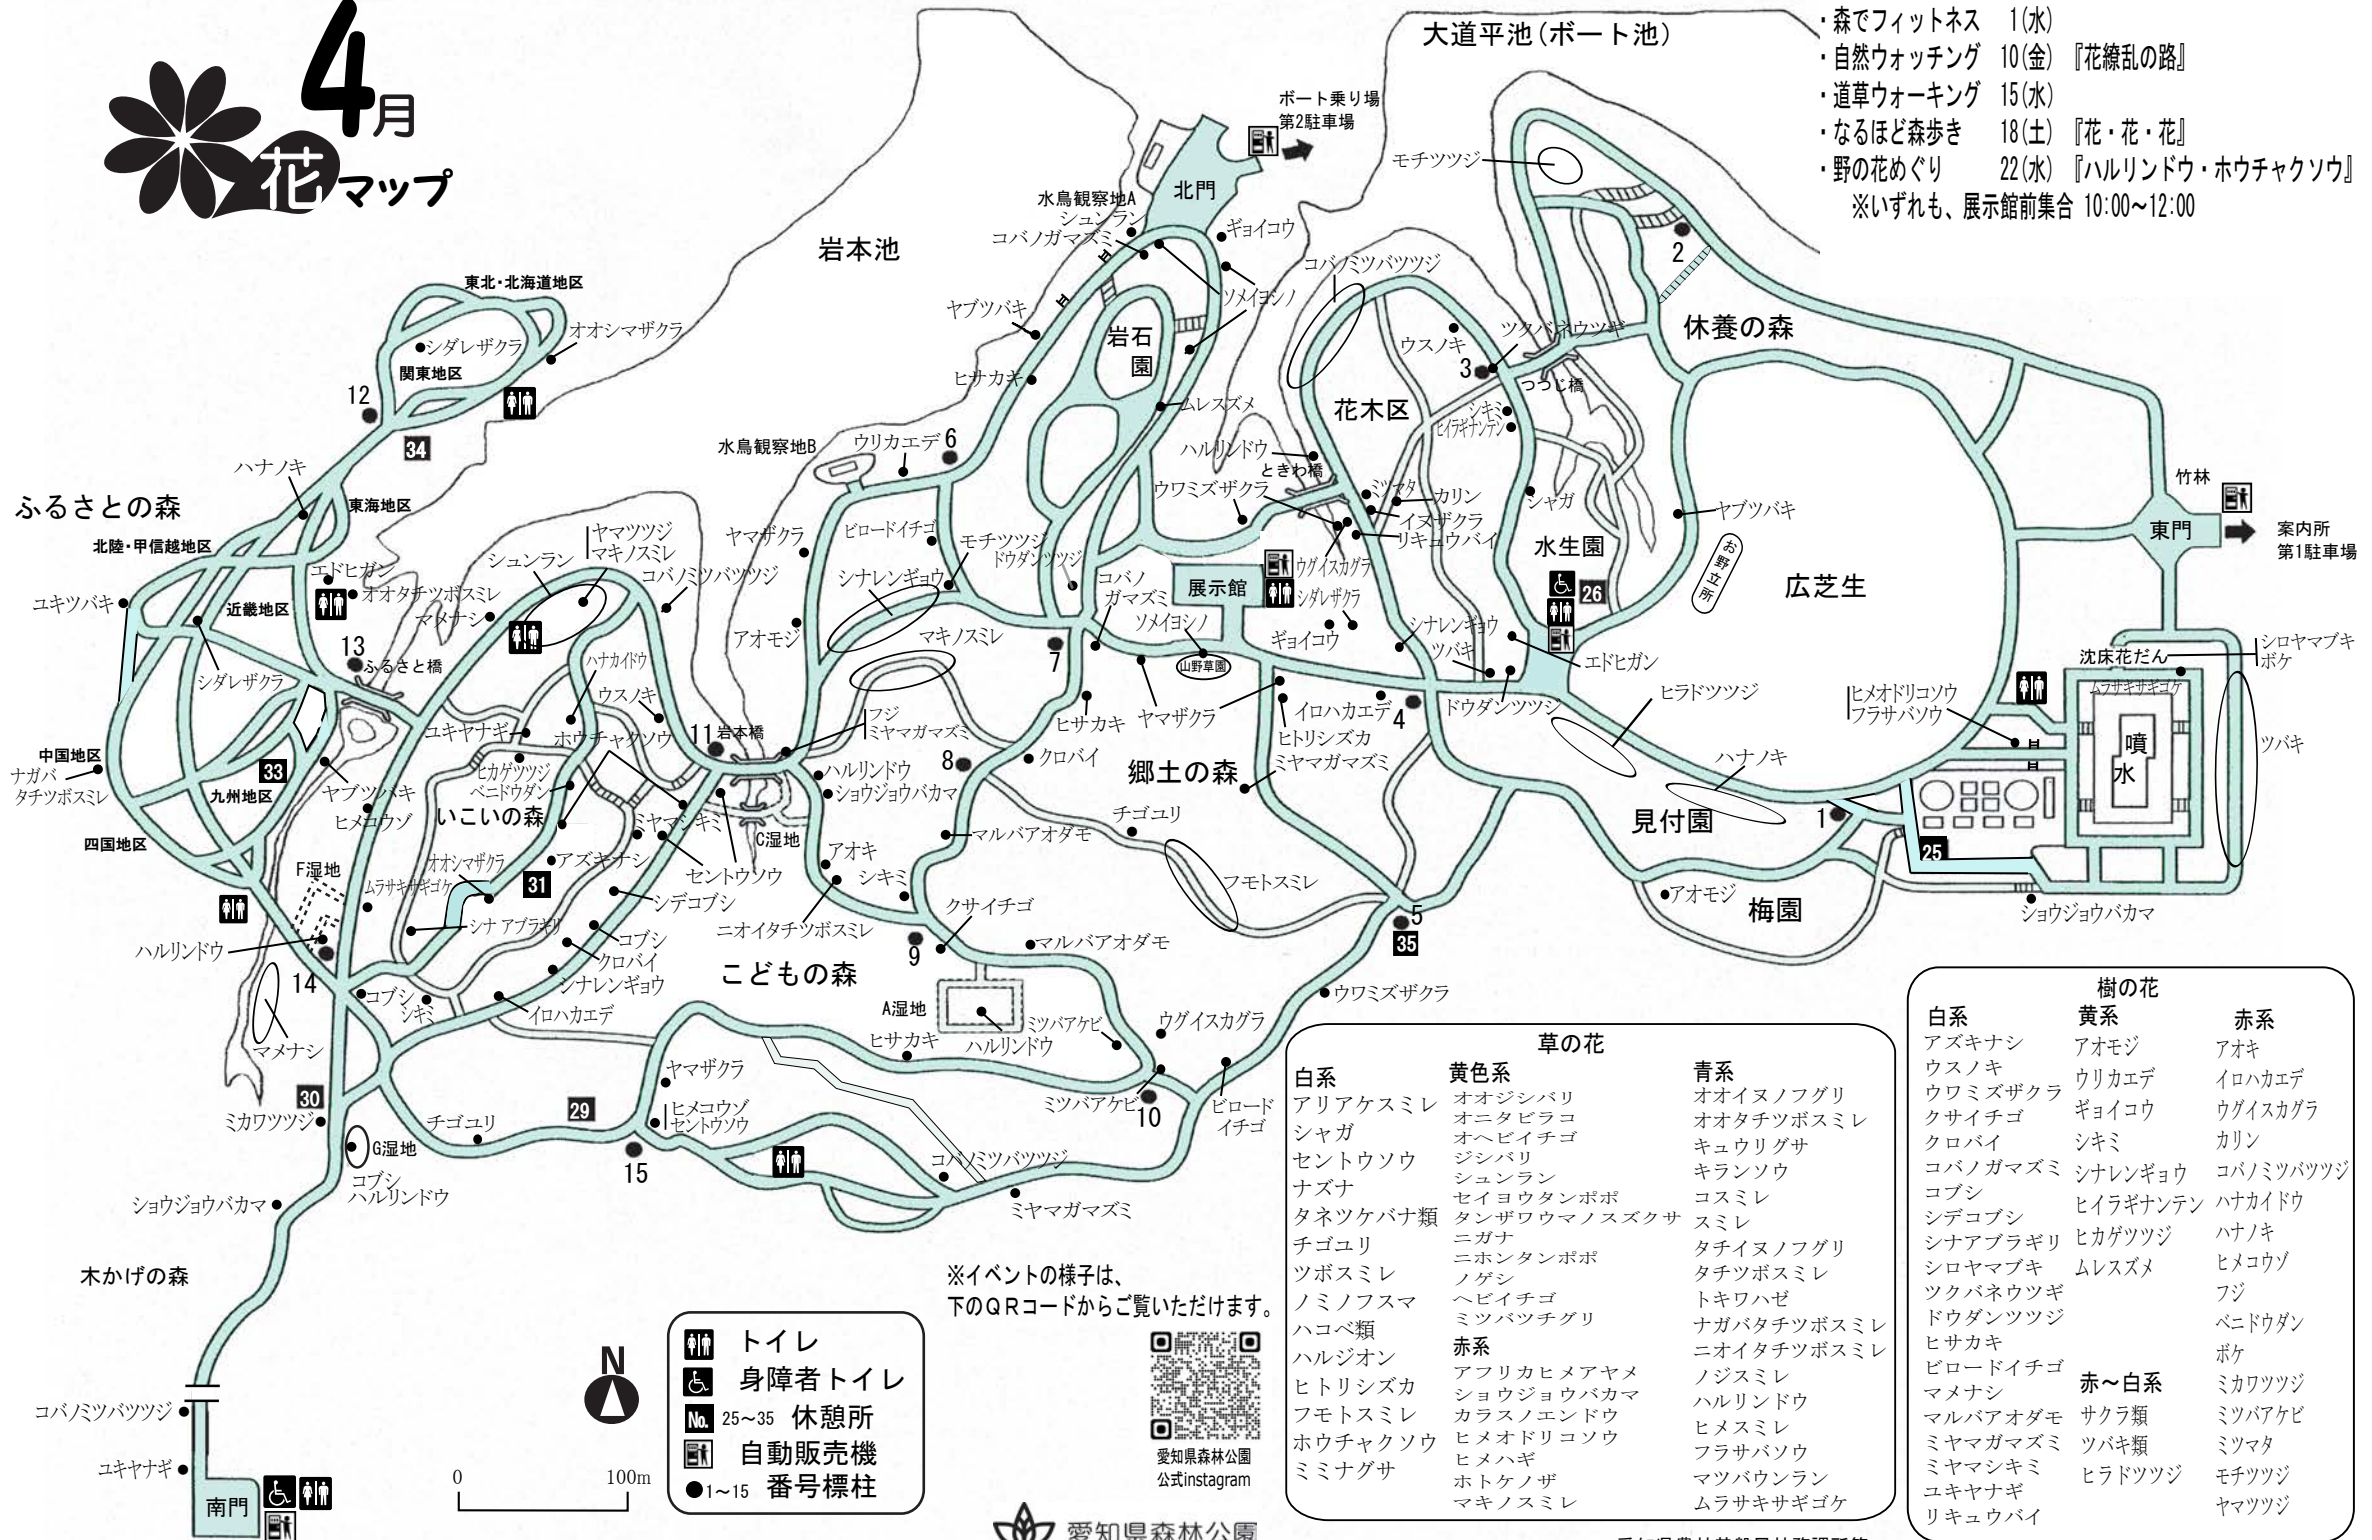 4月
花マップ
・森でフィットネス 1(水)
・自然ウォッチング 10(金) 『花繚乱の路』
・道草ウォーキング 15(水)
・なるほど森歩き 18(土) 『花・花・花』
・野の花めぐり 22(水) 『ハルリンドウ・ホウチャクソウ』
※いずれも、展示館前集合 10:00~12:00
大道平池(ボート池)
ボート乗り場
第2駐車場
北門
水鳥観察地A
シュンラン
コバノガマズミ
ギョイコウ
ソメイヨシノ
モチツツジ
2
岩本池
ヤブツバキ
ヒサカキ
岩石園
ムレスズメ
コバノミツバツツジ
ウスノキ
ツクバネウツギ
3
つつじ橋
シキミ
ヒイラギナンテン
花木区
休養の森
東北・北海道地区
シダレザクラ
オオシマザクラ
関東地区
12
34
ハナノキ
東海地区
ふるさとの森
北陸・甲信越地区
エドヒガン
オオタチツボスミレ
ユキツバキ
近畿地区
マメナシ
シュンラン
ヤマツツジ
マキノスミレ
コバノミツバツツジ
13
ふるさと橋
シダレザクラ
水鳥観察地B
ウリカエデ
6
ヤマザクラ
ビロードイチゴ
モチツツジ
ドウダンツツジ
シナレンギョウ
アオモジ
マキノスミレ
ハルリンドウ
ときわ橋
ウワミズザクラ
ミツマタ
カリン
イヌザクラ
リキュウバイ
シャガ
ヤブツバキ
水生園
26
お野立所
広芝生
竹林
東門
案内所
第1駐車場
展示館
ウグイスカグラ
シダレザクラ
ギョイコウ
コバノ
ガマズミ
ソメイヨシノ
山野草園
7
ヒサカキ
ヤマザクラ
シナレンギョウ
ツバキ
エドヒガン
イロハカエデ
4
ドウダンツツジ
ヒトリシズカ
ミヤマガマズミ
ヒラドツツジ
ハナノキ
ヒメオドリコソウ
フラサバソウ
沈床花だん
シロヤマブキ
ボケ
ムラサキサギゴケ
噴水
ツバキ
ハナカイドウ
ウスノキ
ユキヤナギ
ホウチャクソウ
11
岩本橋
フジ
ミヤマガマズミ
ヒカゲツツジ
ベニドウダン
8
クロバイ
郷土の森
中国地区
ナガバ
タチツボスミレ
33
九州地区
ヤブツバキ
ヒメコウゾ
いこいの森
ミヤマシキミ
C湿地
ハルリンドウ
ショウジョウバカマ
マルバアオダモ
チゴユリ
見付園
1
25
四国地区
F湿地
オオシマザクラ
アズキナシ
ムラサキサギゴケ
31
セントウソウ
シデコブシ
アオキ
シキミ
ニオイタチツボスミレ
クサイチゴ
フモトスミレ
アオモジ
梅園
ショウジョウバカマ
5
35
ハルリンドウ
14
シナアブラギリ
コブシ
クロバイ
シナレンギョウ
9
マルバアオダモ
こどもの森
コブシ
シキミ
イロハカエデ
マメナシ
A湿地
ハルリンドウ
ミツバアケビ
ウグイスカグラ
ウワミズザクラ
ヒサカキ
30
ミカワツツジ
ヤマザクラ
29
ヒメコウゾ
セントウソウ
チゴユリ
ミツバアケビ
10
ビロード
イチゴ
G湿地
コブシ
ハルリンドウ
15
コバノミツバツツジ
ショウジョウバカマ
ミヤマガマズミ
木かげの森
コバノミツバツツジ
ユキヤナギ
南門
N
0 100m
トイレ
身障者トイレ
No. 25~35 休憩所
自動販売機
●1~15 番号標柱
※イベントの様子は、
下のQRコードからご覧いただけます。
愛知県森林公園
公式instagram
愛知県森林公園
草の花
白系
アリアケスミレ
シャガ
セントウソウ
ナズナ
タネツケバナ類
チゴユリ
ツボスミレ
ノミノフスマ
ハコベ類
ハルジオン
ヒトリシズカ
フモトスミレ
ホウチャクソウ
ミミナグサ
黄色系
オオジシバリ
オニタビラコ
オヘビイチゴ
ジシバリ
シュンラン
セイヨウタンポポ
タンザワウマノスズクサ
ニガナ
ニホンタンポポ
ノゲシ
ヘビイチゴ
ミツバツチグリ
赤系
アフリカヒメアヤメ
ショウジョウバカマ
カラスノエンドウ
ヒメオドリコソウ
ヒメハギ
ホトケノザ
マキノスミレ
青系
オオイヌノフグリ
オオタチツボスミレ
キュウリグサ
キランソウ
コスミレ
スミレ
タチイヌノフグリ
タチツボスミレ
トキワハゼ
ナガバタチツボスミレ
ニオイタチツボスミレ
ノジスミレ
ハルリンドウ
ヒメスミレ
フラサバソウ
マツバウンラン
ムラサキサギゴケ
樹の花
白系
アズキナシ
ウスノキ
ウワミズザクラ
クサイチゴ
クロバイ
コバノガマズミ
コブシ
シデコブシ
シナアブラギリ
シロヤマブキ
ツクバネウツギ
ドウダンツツジ
ヒサカキ
ビロードイチゴ
マメナシ
マルバアオダモ
ミヤマガマズミ
ミヤマシキミ
ユキヤナギ
リキュウバイ
黄系
アオモジ
ウリカエデ
ギョイコウ
シキミ
シナレンギョウ
ヒイラギナンテン
ヒカゲツツジ
ムレスズメ
赤~白系
サクラ類
ツバキ類
ヒラドツツジ
赤系
アオキ
イロハカエデ
ウグイスカグラ
カリン
コバノミツバツツジ
ハナカイドウ
ハナノキ
ヒメコウゾ
フジ
ベニドウダン
ボケ
ミカワツツジ
ミツバアケビ
ミツマタ
モチツツジ
ヤマツツジ